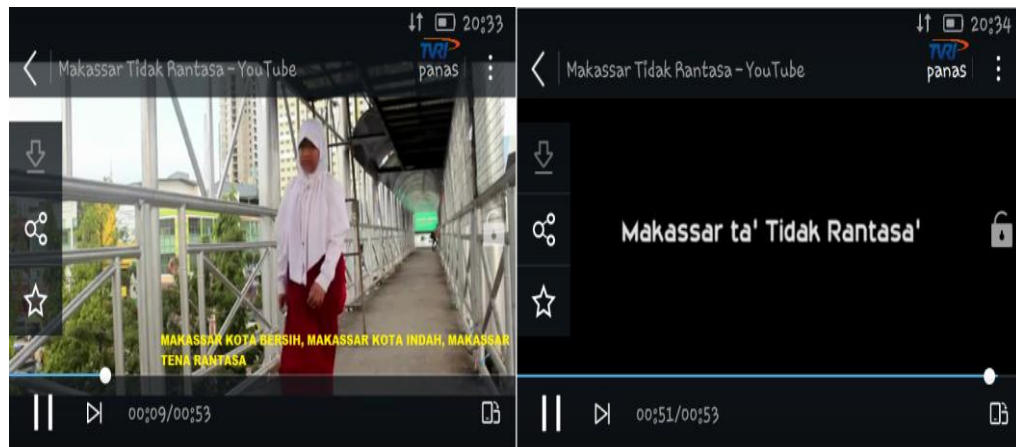 20:33
Makassar Tidak Rantasa - YouTube
TVRI
panas
MAKASSAR KOTA BERSIH, MAKASSAR KOTA INDAH, MAKASSAR
TENA RANTASA
00:09/00:53
20:34
Makassar Tidak Rantasa - YouTube
TVRI
panas
Makassar ta' Tidak Rantasa'
00:51/00:53